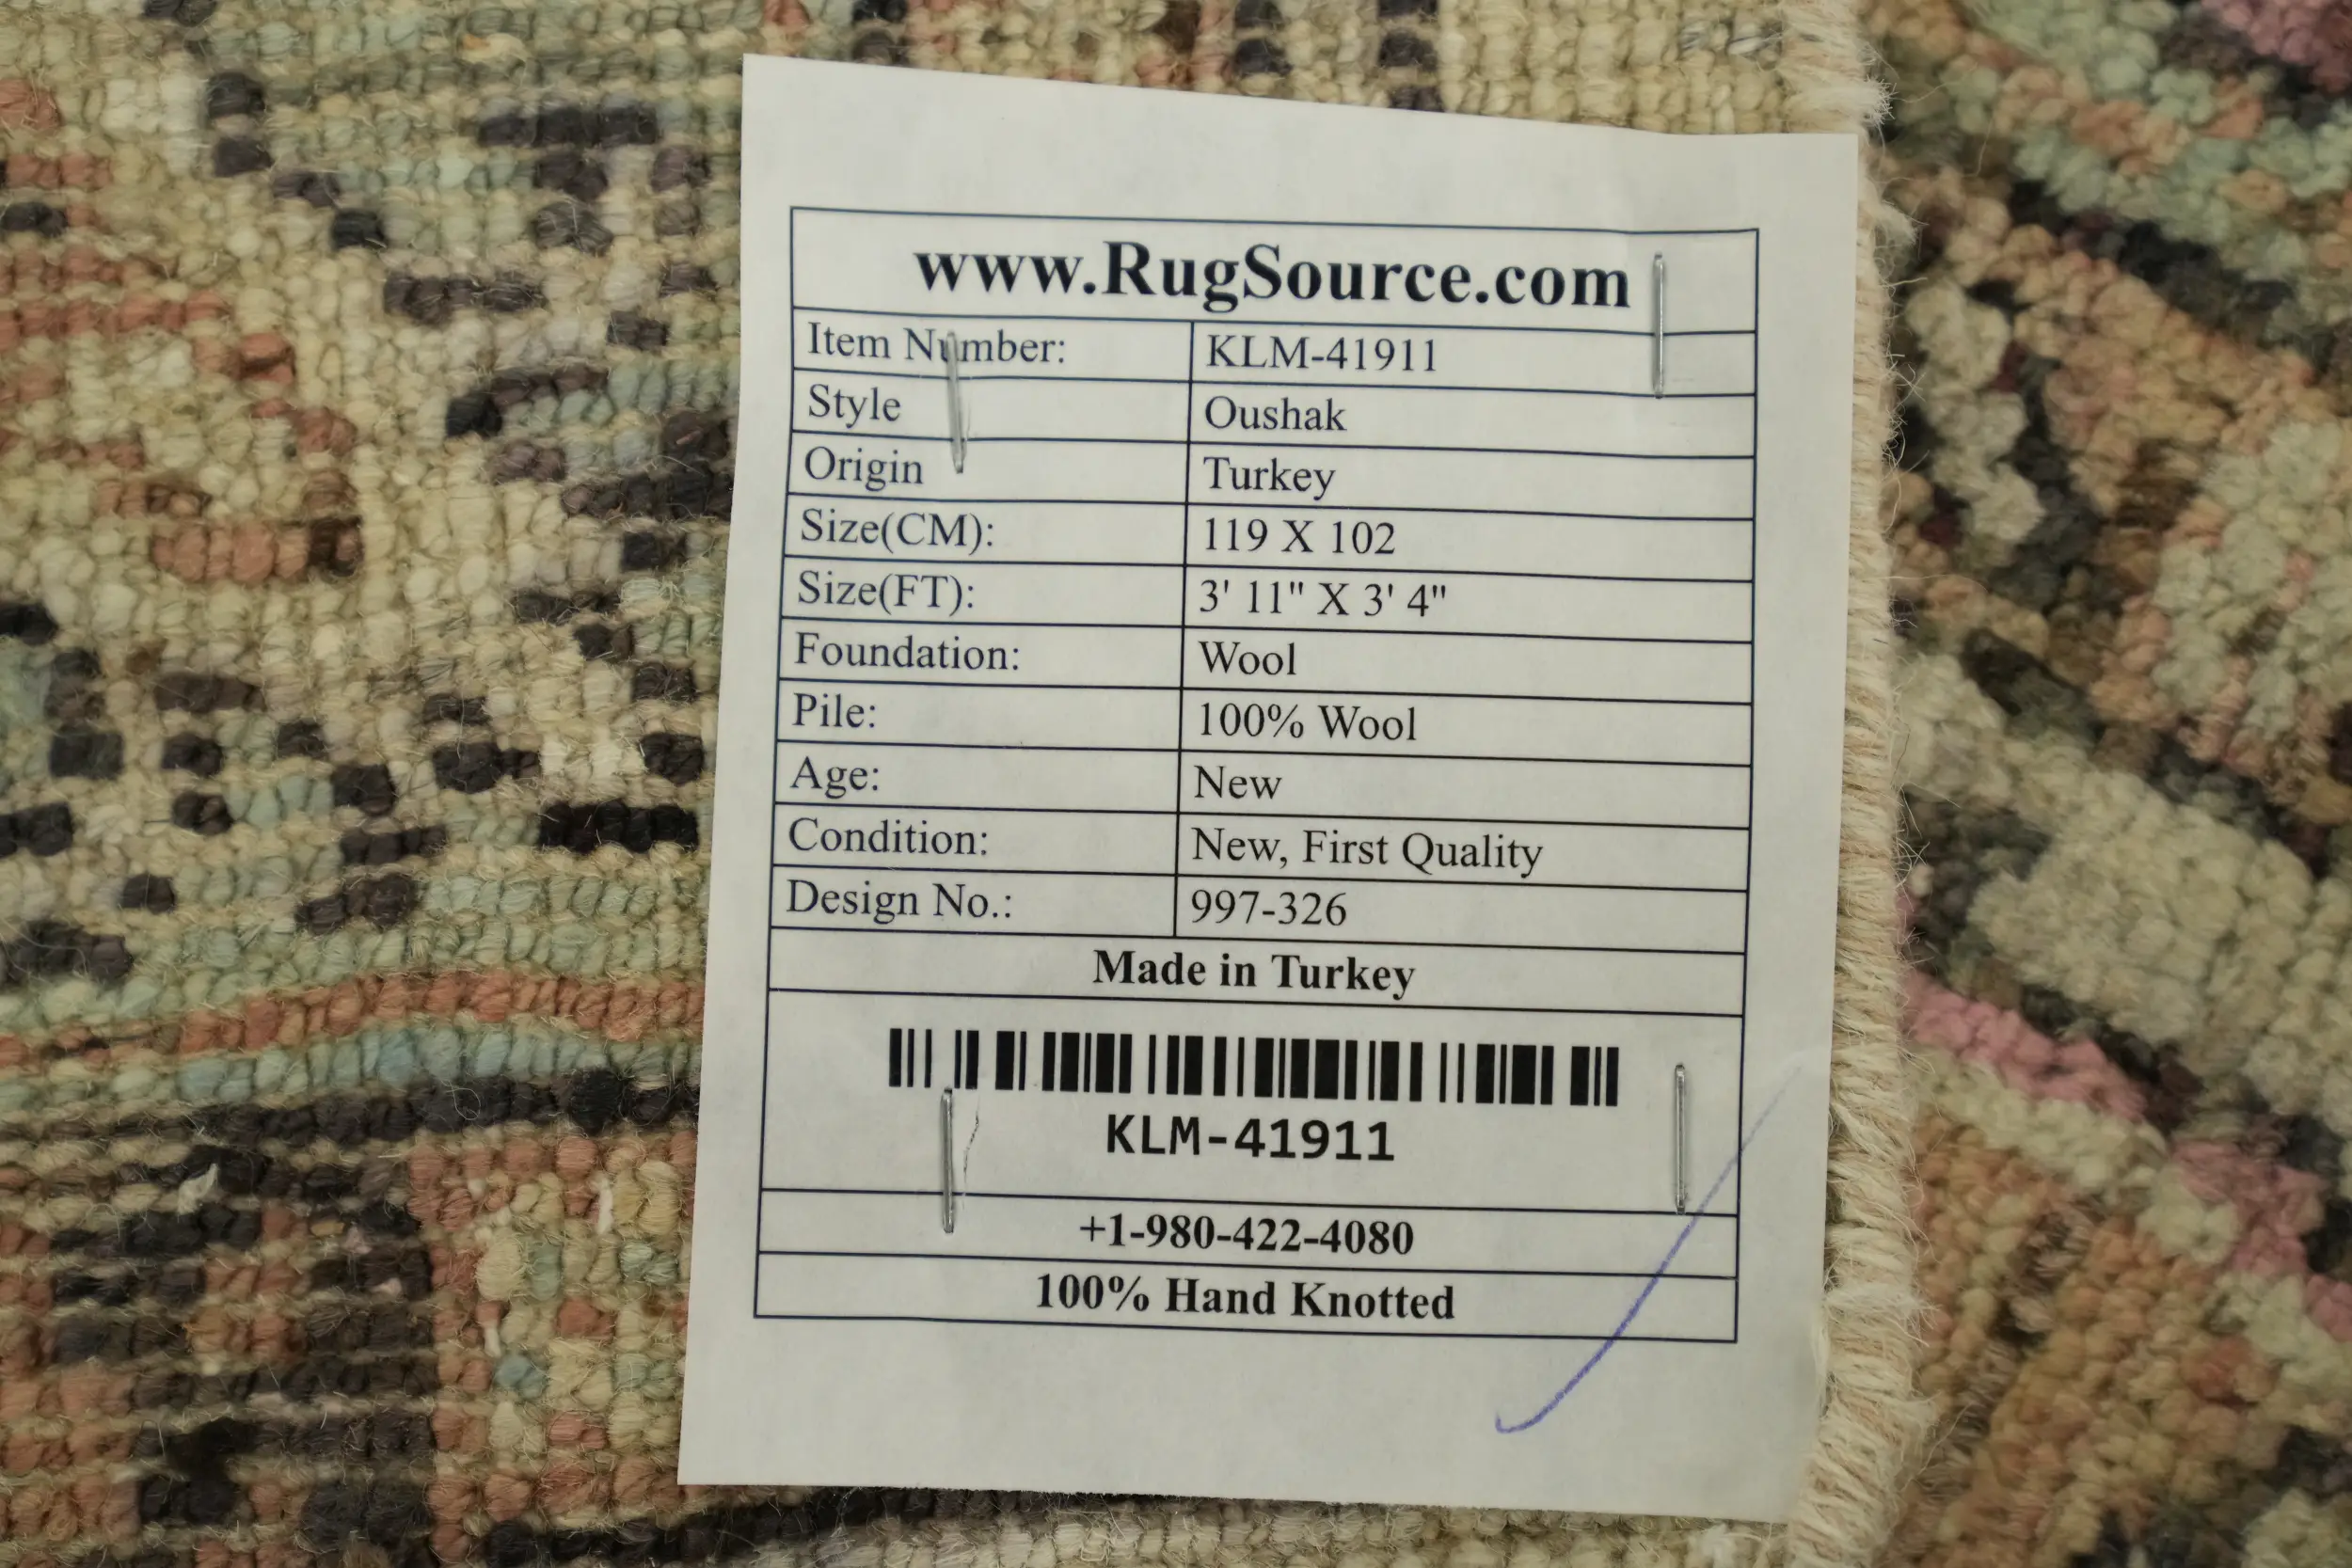 www.RugSource.com
Item Number: KLM-41911
Style Oushak
Origin Turkey
Size(CM): 119 X 102
Size(FT): 3' 11" X 3' 4"
Foundation: Wool
Pile: 100% Wool
Age: New
Condition: New, First Quality
Design No.: 997-326
Made in Turkey
KLM-41911
+1-980-422-4080
100% Hand Knotted